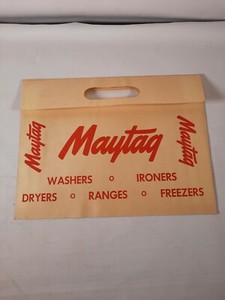 Maytag
Maytag
Maytag
WASHERS o IRONERS
DRYERS o RANGES o FREEZERS